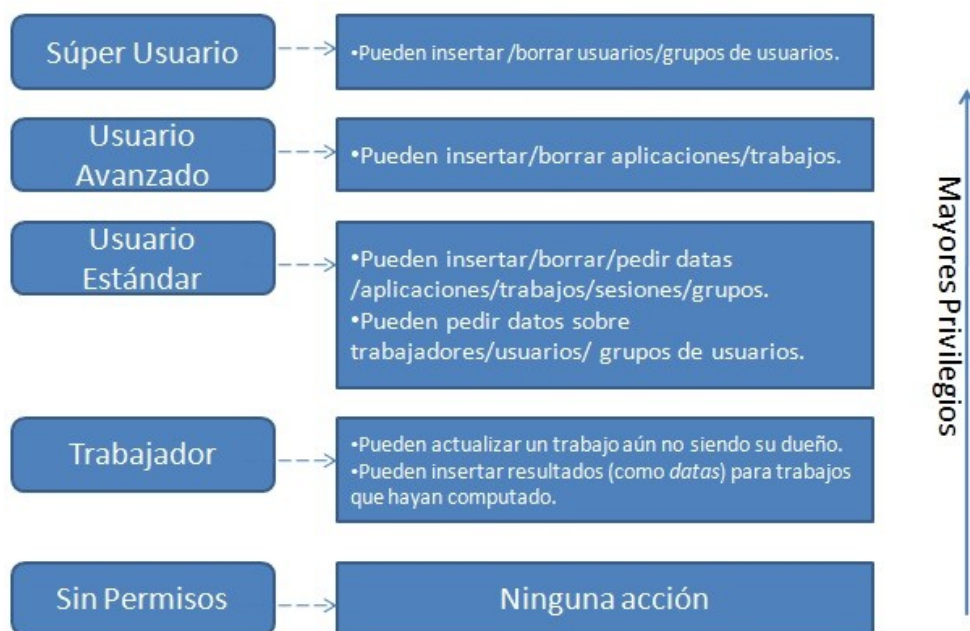 Súper Usuario
•Pueden insertar /borrar usuarios/grupos de usuarios.
Usuario
Avanzado
•Pueden insertar/borrar aplicaciones/trabajos.
Usuario
Estándar
•Pueden insertar/borrar/pedir datas
/aplicaciones/trabajos/sesiones/grupos.
•Pueden pedir datos sobre
trabajadores/usuarios/ grupos de usuarios.
Trabajador
•Pueden actualizar un trabajo aún no siendo su dueño.
•Pueden insertar resultados (como datas) para trabajos
que hayan computado.
Sin Permisos
Ninguna acción
Mayores Privilegios